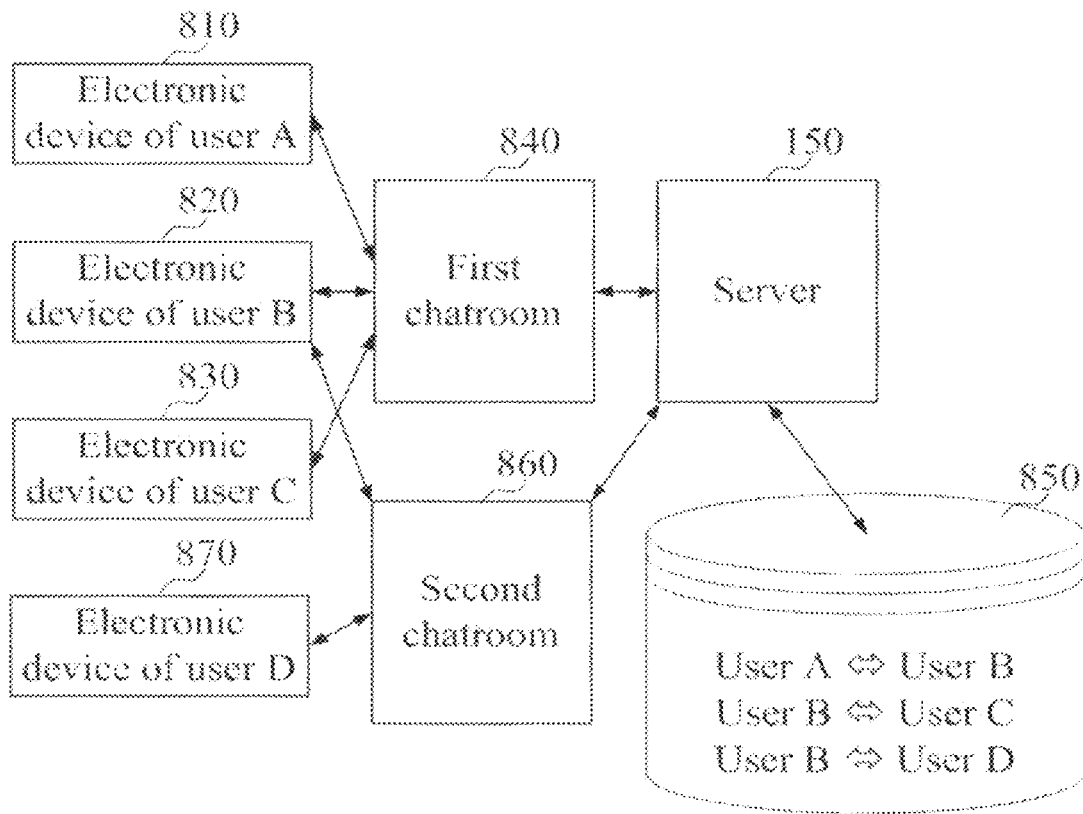 810
Electronic
device of user A
820
Electronic
device of user B
830
Electronic
device of user C
870
Electronic
device of user D
840
First
chatroom
860
Second
chatroom
150
Server
850
User A ⇔ User B
User B ⇔ User C
User B ⇔ User D